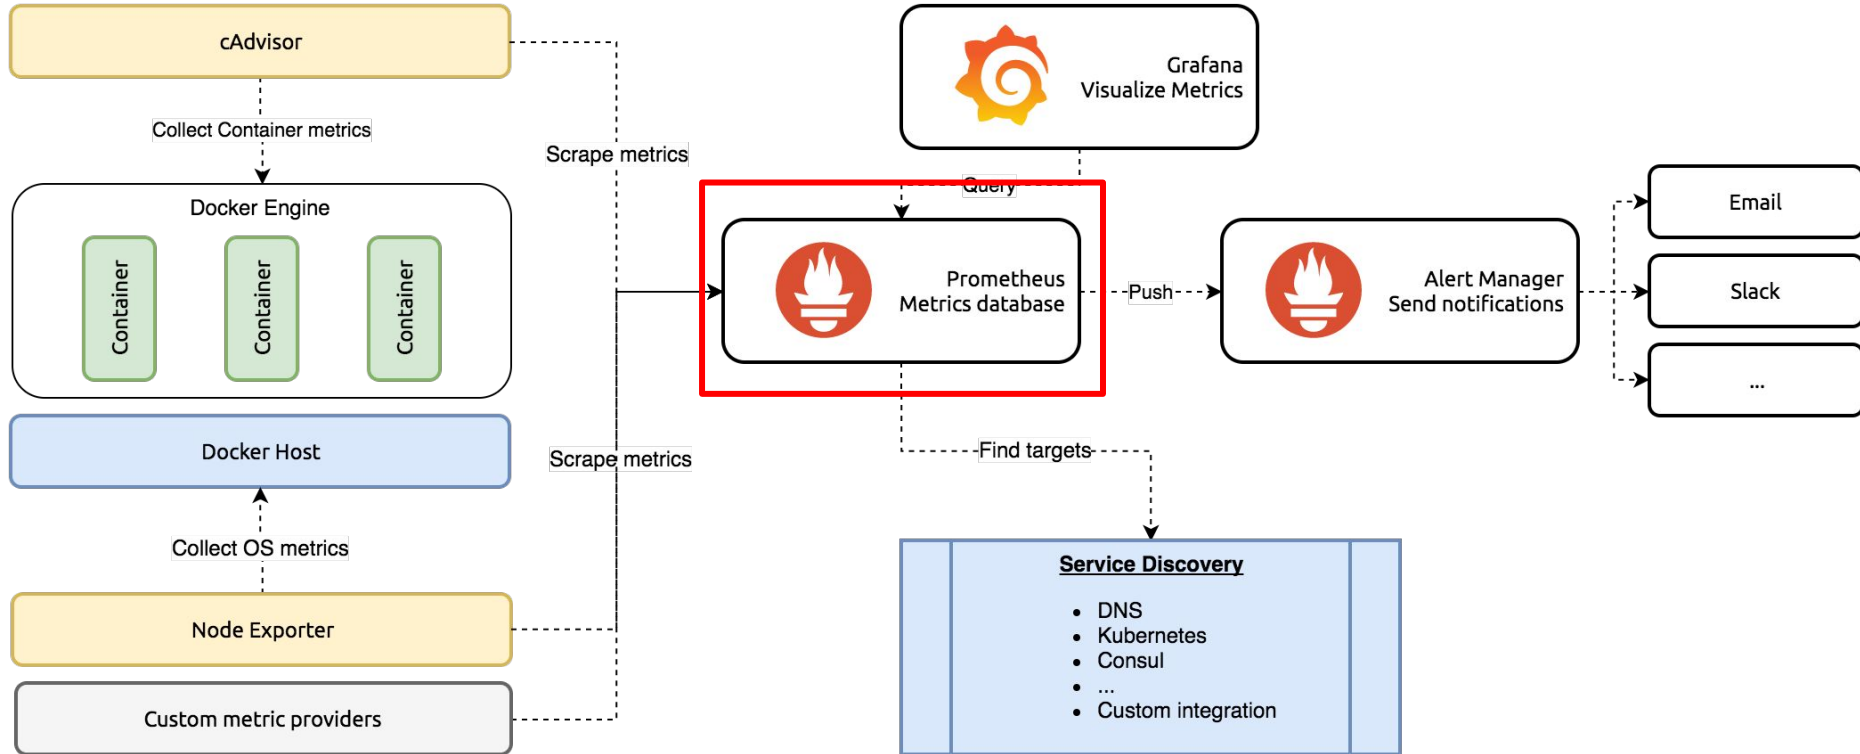 cAdvisor
Collect Container metrics
Docker Engine
Container
Container
Container
Docker Host
Collect OS metrics
Node Exporter
Custom metric providers
Scrape metrics
Scrape metrics
Grafana
Visualize Metrics
Query
Prometheus
Metrics database
Push
Alert Manager
Send notifications
Email
Slack
...
Find targets
Service Discovery
• DNS
• Kubernetes
• Consul
• ...
• Custom integration